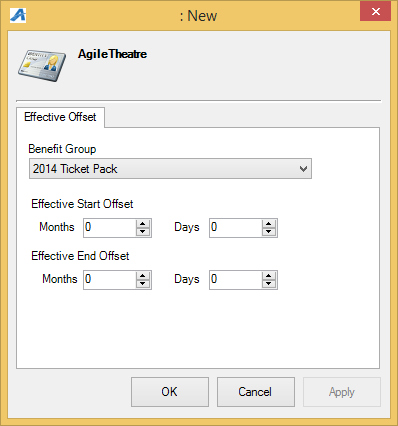 : New
AgileTheatre
Effective Offset
Benefit Group
2014 Ticket Pack
Effective Start Offset
Months 0 Days 0
Effective End Offset
Months 0 Days 0
OK Cancel Apply